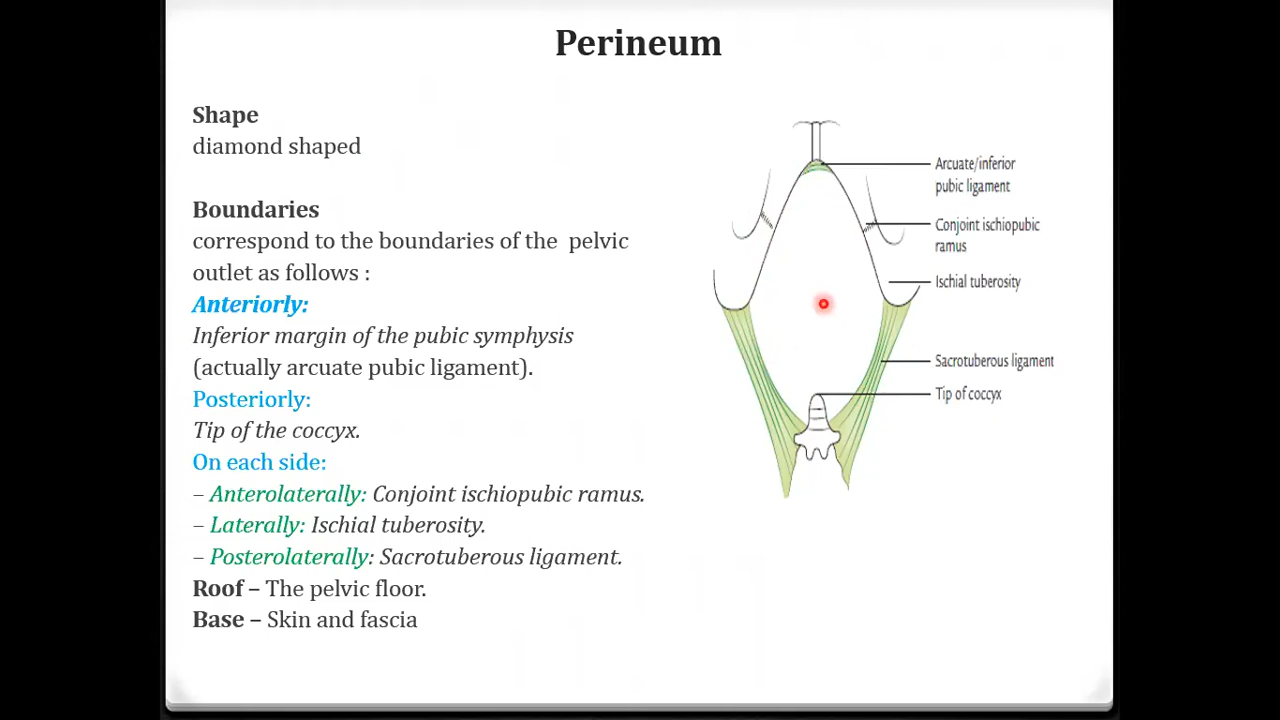 Perineum
Shape
diamond shaped
Boundaries
correspond to the boundaries of the pelvic
outlet as follows :
Anteriorly:
Inferior margin of the pubic symphysis
(actually arcuate pubic ligament).
Posteriorly:
Tip of the coccyx.
On each side:
– Anterolaterally: Conjoint ischiopubic ramus.
– Laterally: Ischial tuberosity.
– Posterolaterally: Sacrotuberous ligament.
Roof – The pelvic floor.
Base – Skin and fascia
Arcuate/inferior
pubic ligament
Conjoint ischiopubic
ramus
Ischial tuberosity
Sacrotuberous ligament
Tip of coccyx